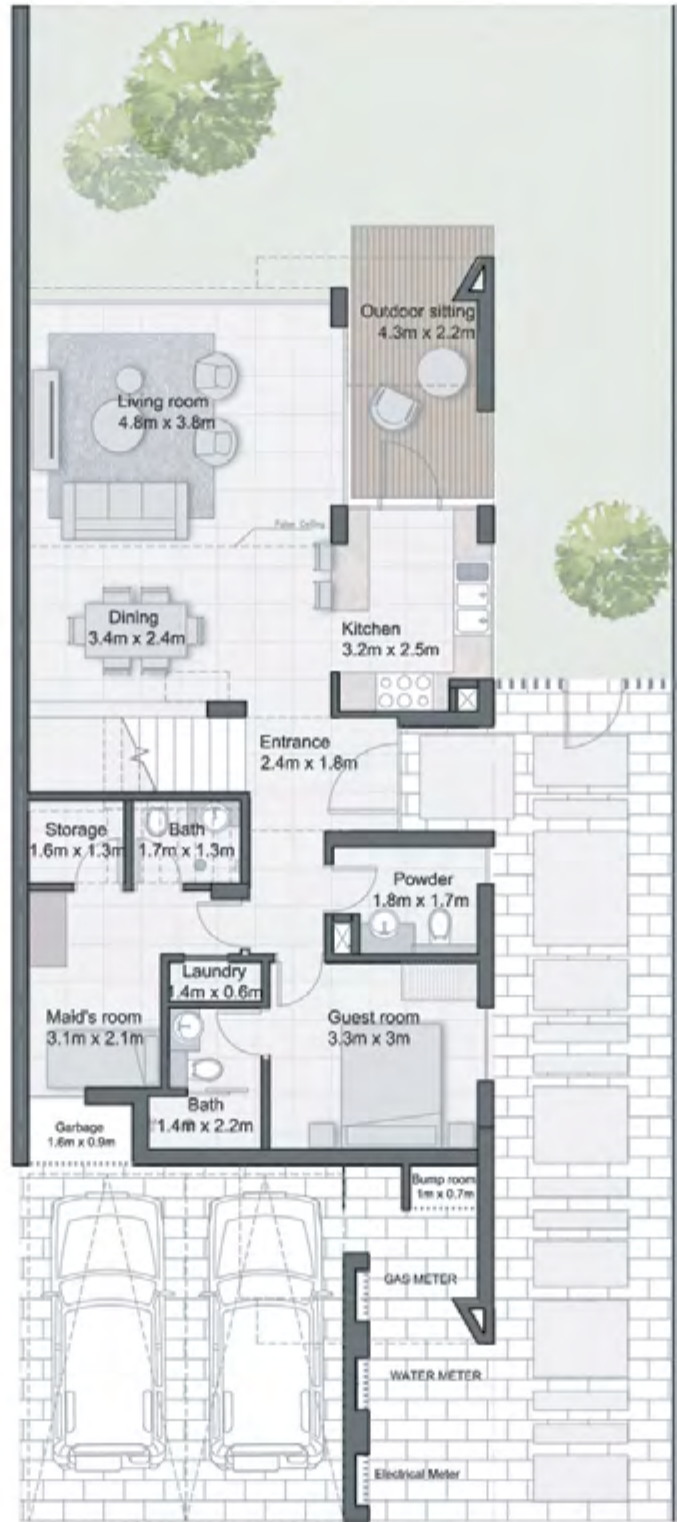 Outdoor sitting
4.3m x 2.2m
Living room
4.8m x 3.8m
False Ceiling
Dining
3.4m x 2.4m
Kitchen
3.2m x 2.5m
Entrance
2.4m x 1.8m
Storage
1.6m x 1.3m
Bath
1.7m x 1.3m
Powder
1.8m x 1.7m
Laundry
1.4m x 0.6m
Maid's room
3.1m x 2.1m
Guest room
3.3m x 3m
Bath
1.4m x 2.2m
Garbage
1.6m x 0.9m
Bump room
1m x 0.7m
GAS METER
WATER METER
Electrical Meter